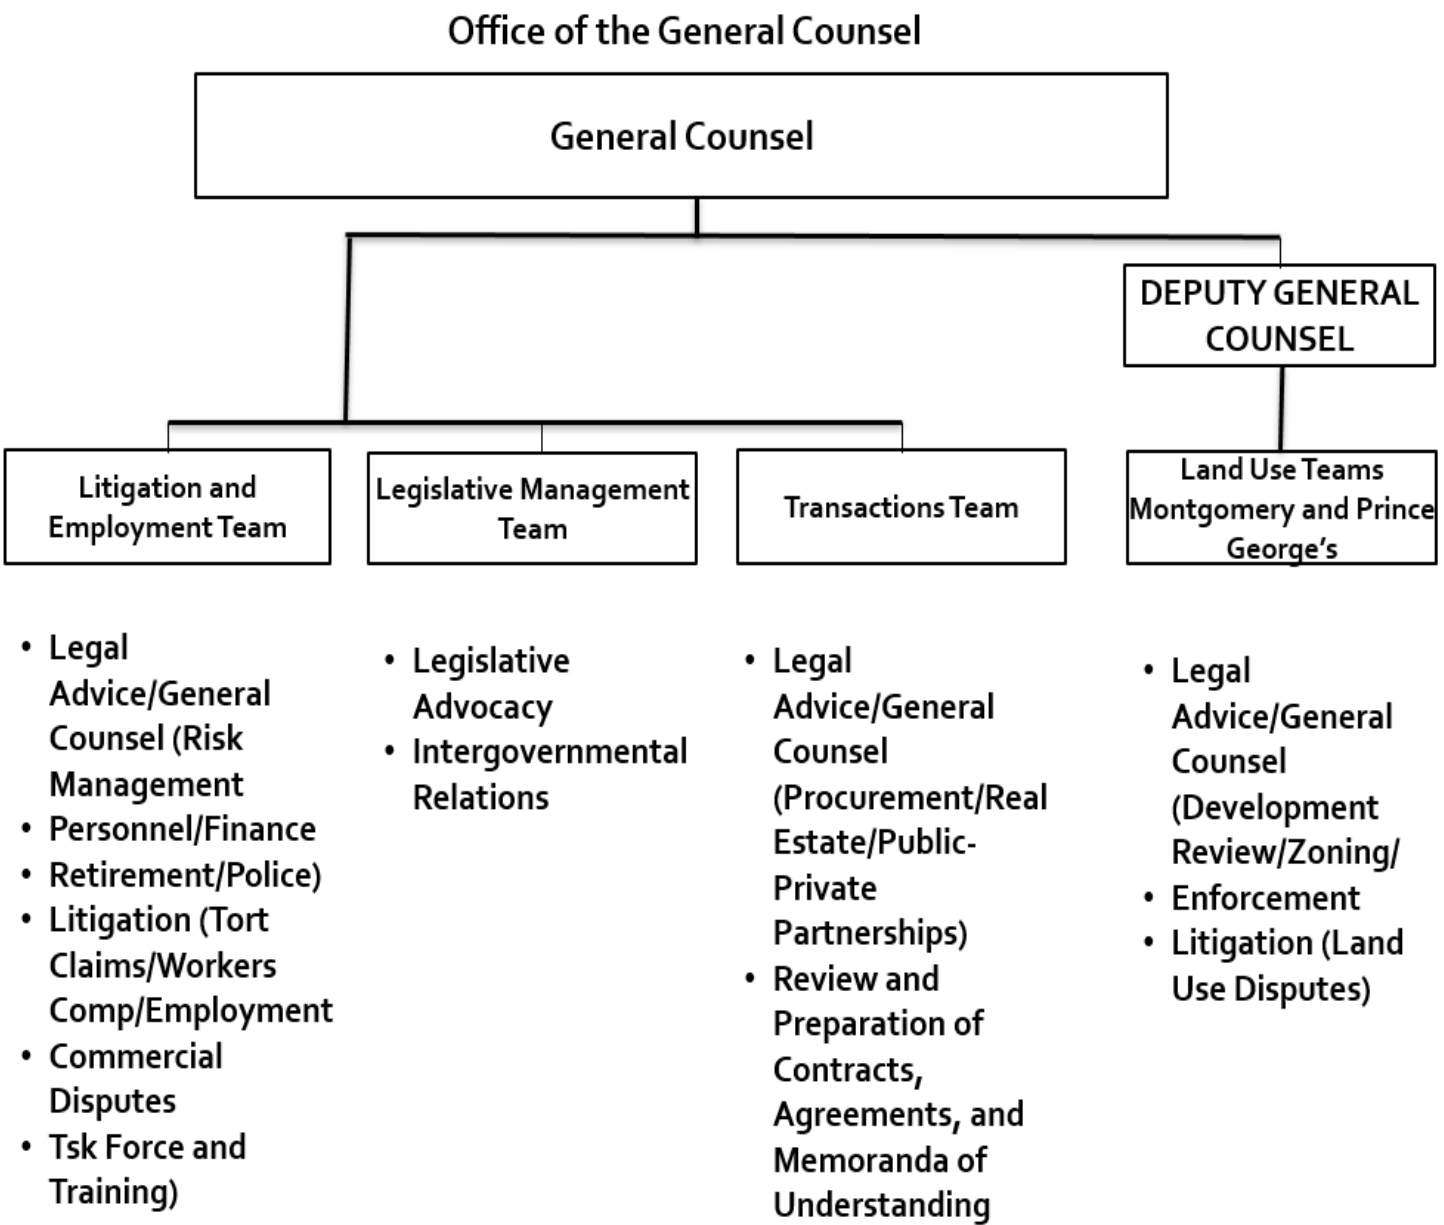 Office of the General Counsel
General Counsel
DEPUTY GENERAL
COUNSEL
Litigation and
Employment Team
Legislative Management
Team
Transactions Team
Land Use Teams
Montgomery and Prince
George's
• Legal
Advice/General
Counsel (Risk
Management
• Personnel/Finance
• Retirement/Police)
• Litigation (Tort
Claims/Workers
Comp/Employment
• Commercial
Disputes
• Tsk Force and
Training)
• Legislative
Advocacy
• Intergovernmental
Relations
• Legal
Advice/General
Counsel
(Procurement/Real
Estate/Public-
Private
Partnerships)
• Review and
Preparation of
Contracts,
Agreements, and
Memoranda of
Understanding
• Legal
Advice/General
Counsel
(Development
Review/Zoning/
• Enforcement
• Litigation (Land
Use Disputes)